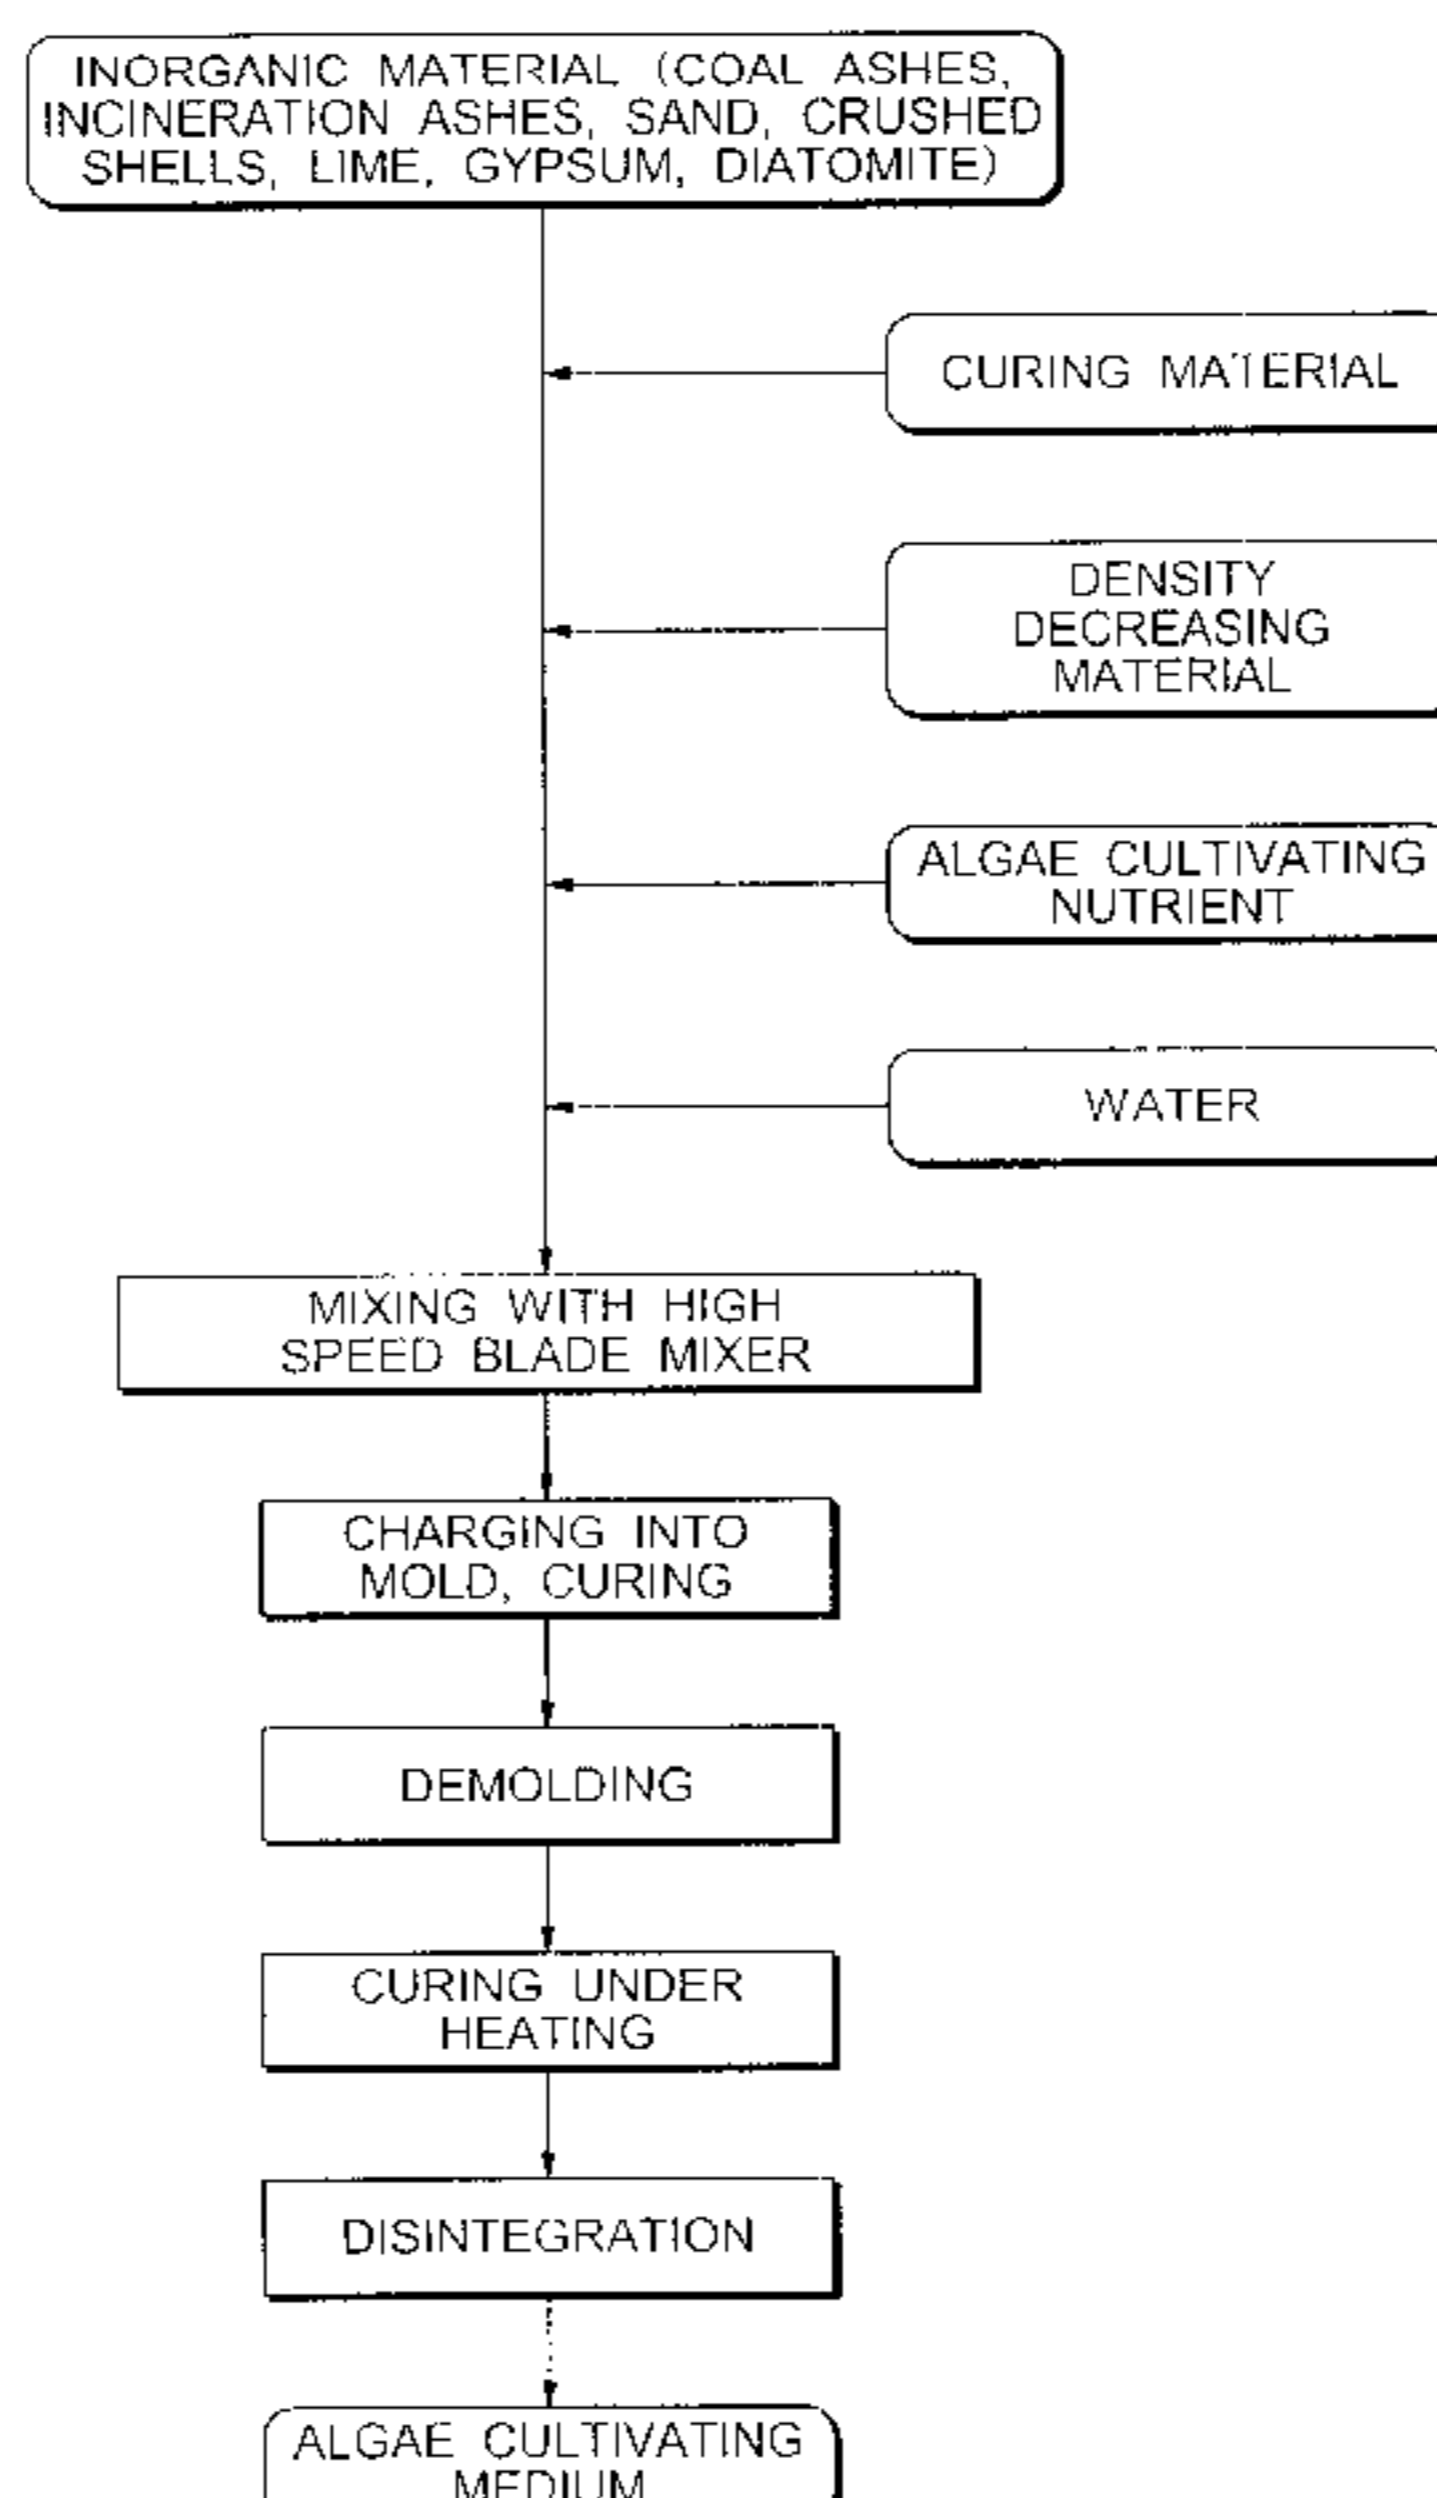 INORGANIC MATERIAL (COAL ASHES,
INCINERATION ASHES, SAND, CRUSHED
SHELLS, LIME, GYPSUM, DIATOMITE)
CURING MATERIAL
DENSITY
DECREASING
MATERIAL
ALGAE CULTIVATING
NUTRIENT
WATER
MIXING WITH HIGH
SPEED BLADE MIXER
CHARGING INTO
MOLD, CURING
DEMOLDING
CURING UNDER
HEATING
DISINTEGRATION
ALGAE CULTIVATING
MEDIUM